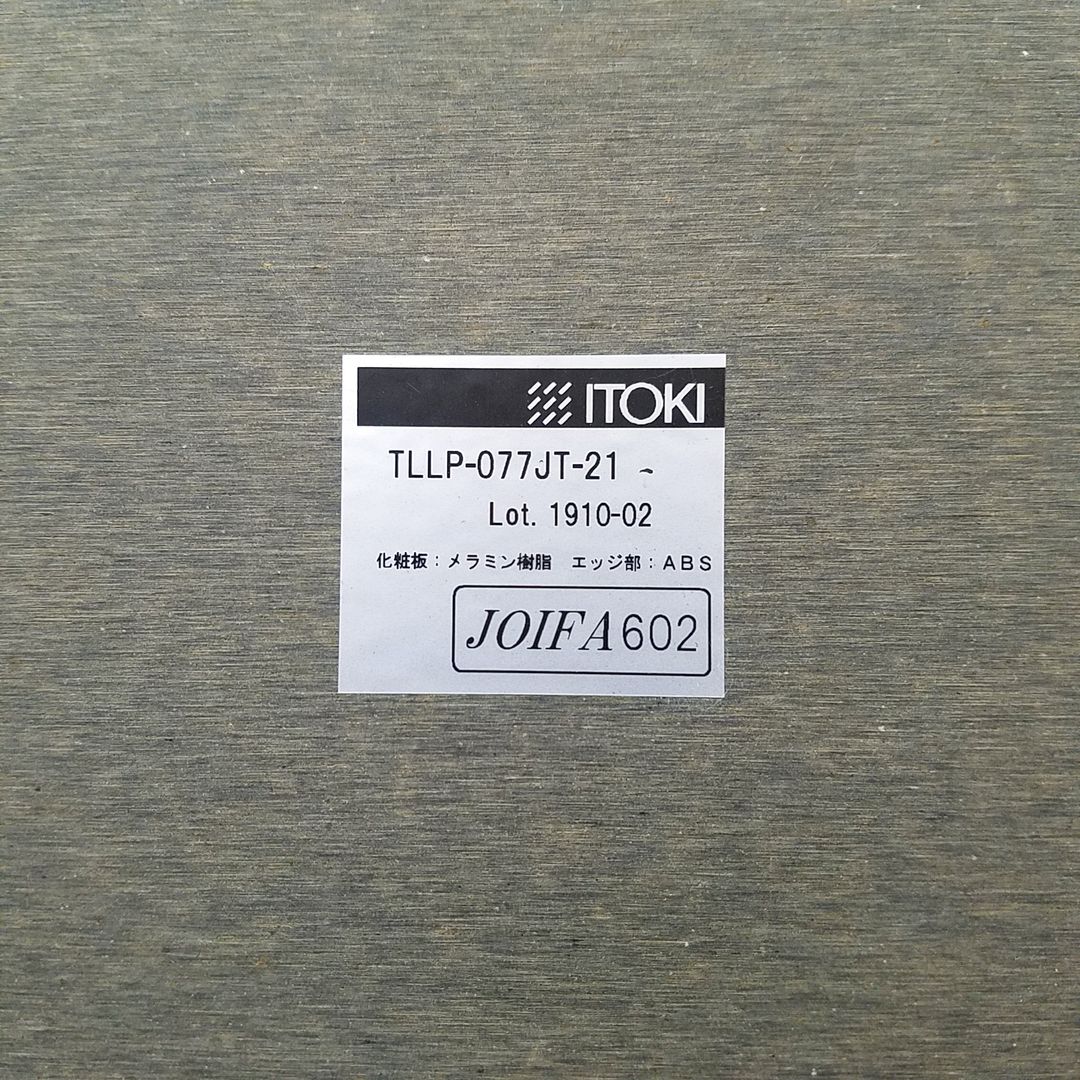 ITOKI
TLLP-077JT-21
Lot. 1910-02
化粧板：メラミン樹脂　エッジ部：ＡＢＳ
JOIFA602